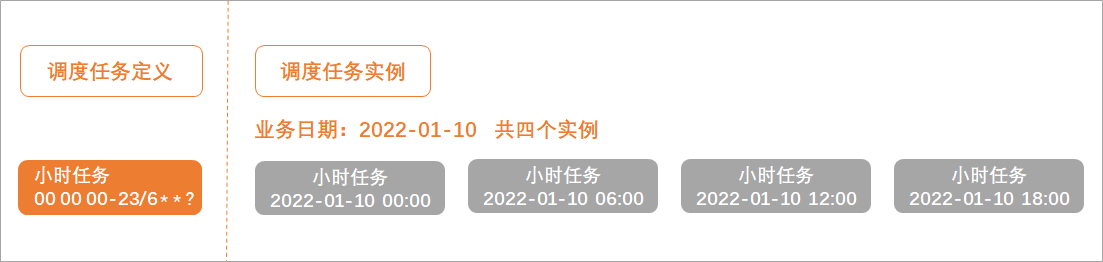 调度任务定义
调度任务实例
业务日期：2022-01-10 共四个实例
小时任务
00 00 00-23/6 * * ?
小时任务
2022-01-10 00:00
小时任务
2022-01-10 06:00
小时任务
2022-01-10 12:00
小时任务
2022-01-10 18:00